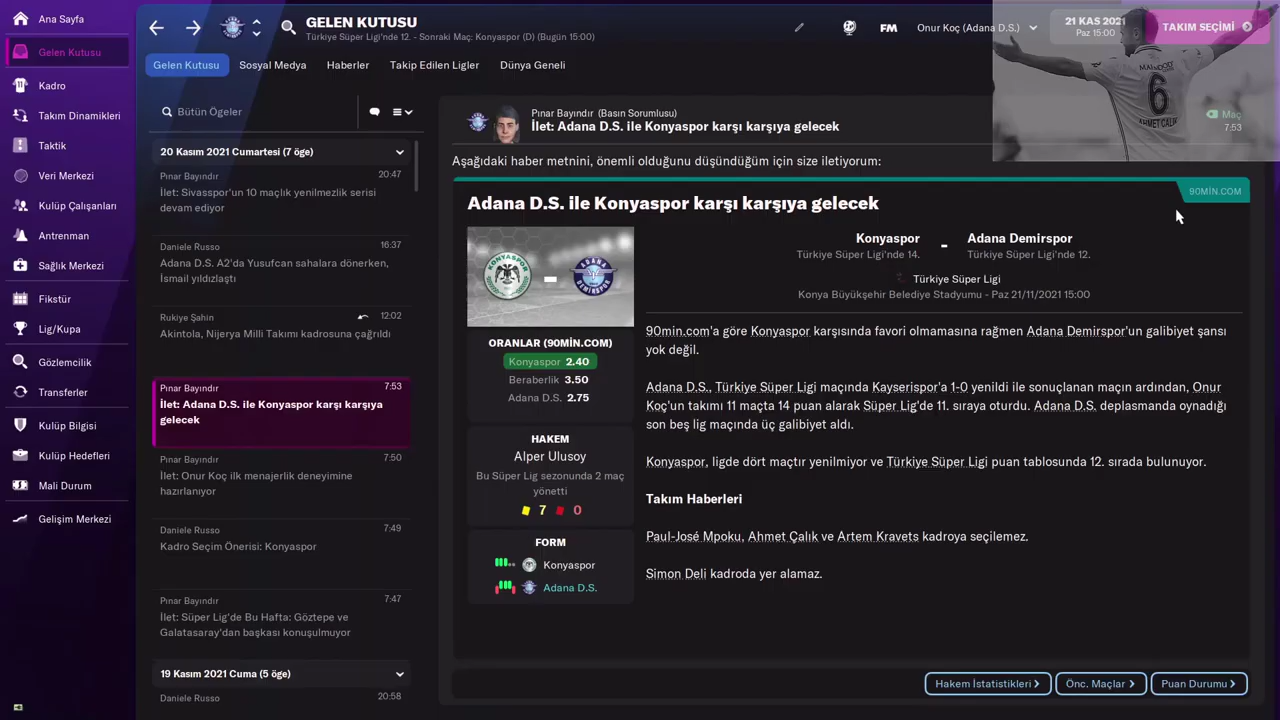 Ana Sayfa
Gelen Kutusu
Kadro
Takım Dinamikleri
Taktik
Veri Merkezi
Kulüp Çalışanları
Antrenman
Sağlık Merkezi
Fikstür
Lig/Kupa
Gözlemcilik
Transferler
Kulüp Bilgisi
Kulüp Hedefleri
Mali Durum
Gelişim Merkezi
GELEN KUTUSU
Türkiye Süper Ligi'nde 12. - Sonraki Maç: Konyaspor (D) (Bugün 15:00)
FM
Onur Koç (Adana D.S.)
21 KAS 2021
Paz 15:00
TAKIM SEÇİMİ
Gelen Kutusu
Sosyal Medya
Haberler
Takip Edilen Ligler
Dünya Geneli
Bütün Ögeler
20 Kasım 2021 Cumartesi (7 öge)
Pınar Bayındır 20:47
İlet: Sivasspor'un 10 maçlık yenilmezlik serisi
devam ediyor
Daniele Russo 16:37
Adana D.S. A2'da Yusufcan sahalara dönerken,
İsmail yıldızlaştı
Rukiye Şahin 12:02
Akintola, Nijerya Milli Takımı kadrosuna çağrıldı
Pınar Bayındır 7:53
İlet: Adana D.S. ile Konyaspor karşı karşıya
gelecek
Pınar Bayındır 7:50
İlet: Onur Koç ilk menajerlik deneyimine
hazırlanıyor
Daniele Russo 7:49
Kadro Seçim Önerisi: Konyaspor
Pınar Bayındır 7:47
İlet: Süper Lig'de Bu Hafta: Göztepe ve
Galatasaray'dan başkası konuşulmuyor
19 Kasım 2021 Cuma (5 öge)
Daniele Russo 20:58
Pınar Bayındır (Basın Sorumlusu)
İlet: Adana D.S. ile Konyaspor karşı karşıya gelecek
Maç
7:53
6
AHMET ÇALIK
Aşağıdaki haber metnini, önemli olduğunu düşündüğüm için size iletiyorum:
90MİN.COM
Adana D.S. ile Konyaspor karşı karşıya gelecek
KONYASPOR
ADANA
DEMİRSPOR
ORANLAR (90MİN.COM)
Konyaspor 2.40
Beraberlik 3.50
Adana D.S. 2.75
HAKEM
Alper Ulusoy
Bu Süper Lig sezonunda 2 maç
yönetti
7 0
FORM
Konyaspor
Adana D.S.
Konyaspor - Adana Demirspor
Türkiye Süper Ligi'nde 14. Türkiye Süper Ligi'nde 12.
Türkiye Süper Ligi
Konya Büyükşehir Belediye Stadyumu - Paz 21/11/2021 15:00
90min.com'a göre Konyaspor karşısında favori olmamasına rağmen Adana Demirspor'un galibiyet şansı
yok değil.
Adana D.S., Türkiye Süper Ligi maçında Kayserispor'a 1-0 yenildi ile sonuçlanan maçın ardından, Onur
Koç'un takımı 11 maçta 14 puan alarak Süper Lig'de 11. sıraya oturdu. Adana D.S. deplasmanda oynadığı
son beş lig maçında üç galibiyet aldı.
Konyaspor, ligde dört maçtır yenilmiyor ve Türkiye Süper Ligi puan tablosunda 12. sırada bulunuyor.
Takım Haberleri
Paul-José Mpoku, Ahmet Çalık ve Artem Kravets kadroya seçilemez.
Simon Deli kadroda yer alamaz.
Hakem İstatistikleri
Önc. Maçlar
Puan Durumu